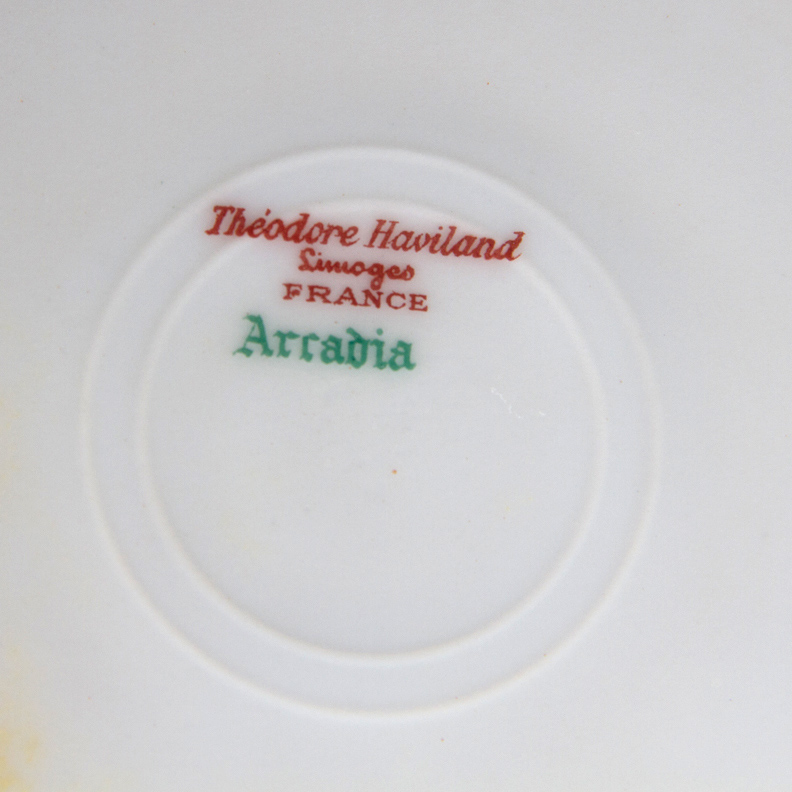 Théodore Haviland
Limoges
FRANCE
Arcadia